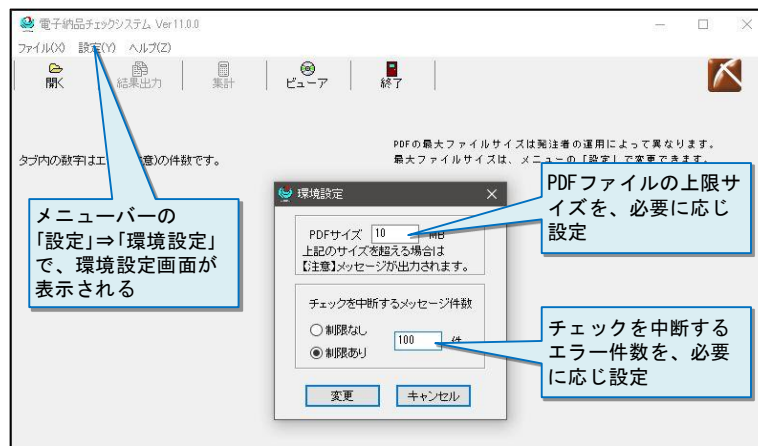 電子納品チェックシステム Ver11.0.0
ファイル(X) 設定(Y) ヘルプ(Z)
開く 結果出力 集計 ビューア 終了
PDFの最大ファイルサイズは発注者の運用によって異なります。
最大ファイルサイズは、メニューの「設定」で変更できます。
タブ内の数字はエ 意)の件数です。
メニューバーの
「設定」⇒「環境設定」
で、環境設定画面が
表示される
環境設定
PDFサイズ 10 MB
上記のサイズを超える場合は
【注意】メッセージが出力されます。
チェックを中断するメッセージ件数
制限なし
制限あり
100 件
変更 キャンセル
PDFファイルの上限サ
イズを、必要に応じ
設定
チェックを中断する
エラー件数を、必要
に応じ設定